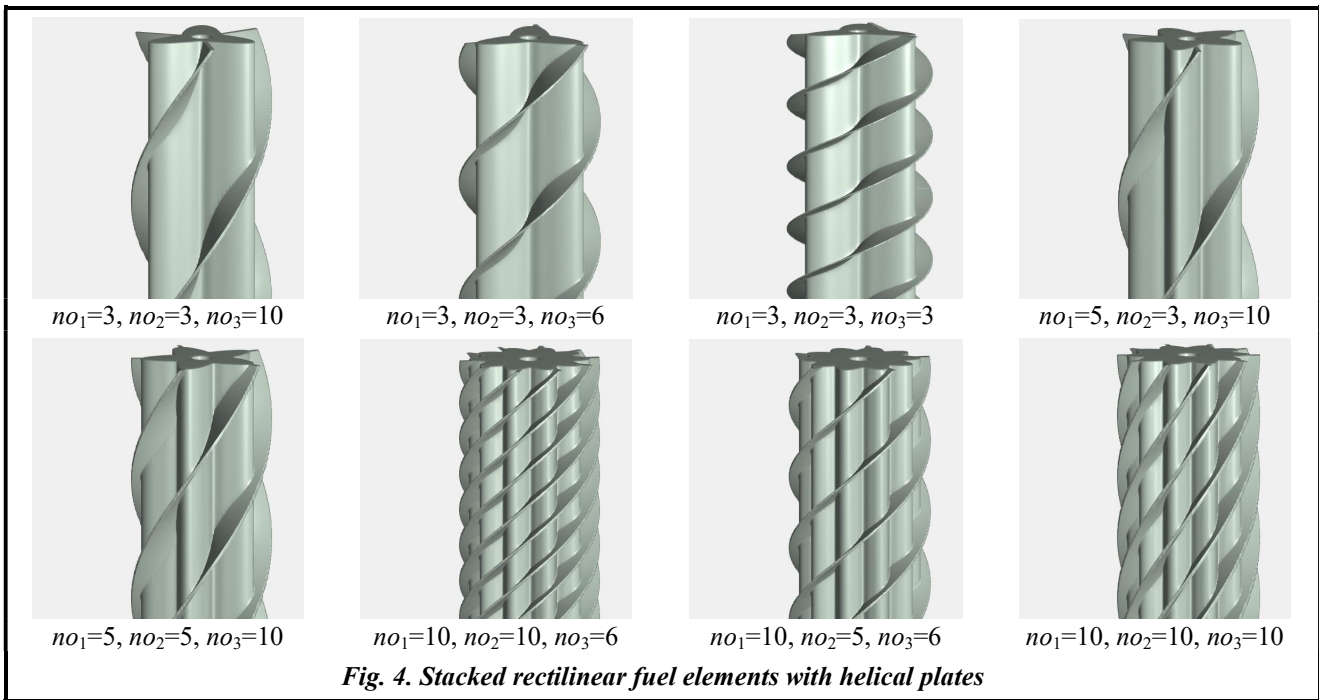 no₁=3, no₂=3, no₃=10
no₁=3, no₂=3, no₃=6
no₁=3, no₂=3, no₃=3
no₁=5, no₂=3, no₃=10
no₁=5, no₂=5, no₃=10
no₁=10, no₂=10, no₃=6
no₁=10, no₂=5, no₃=6
no₁=10, no₂=10, no₃=10
Fig. 4. Stacked rectilinear fuel elements with helical plates